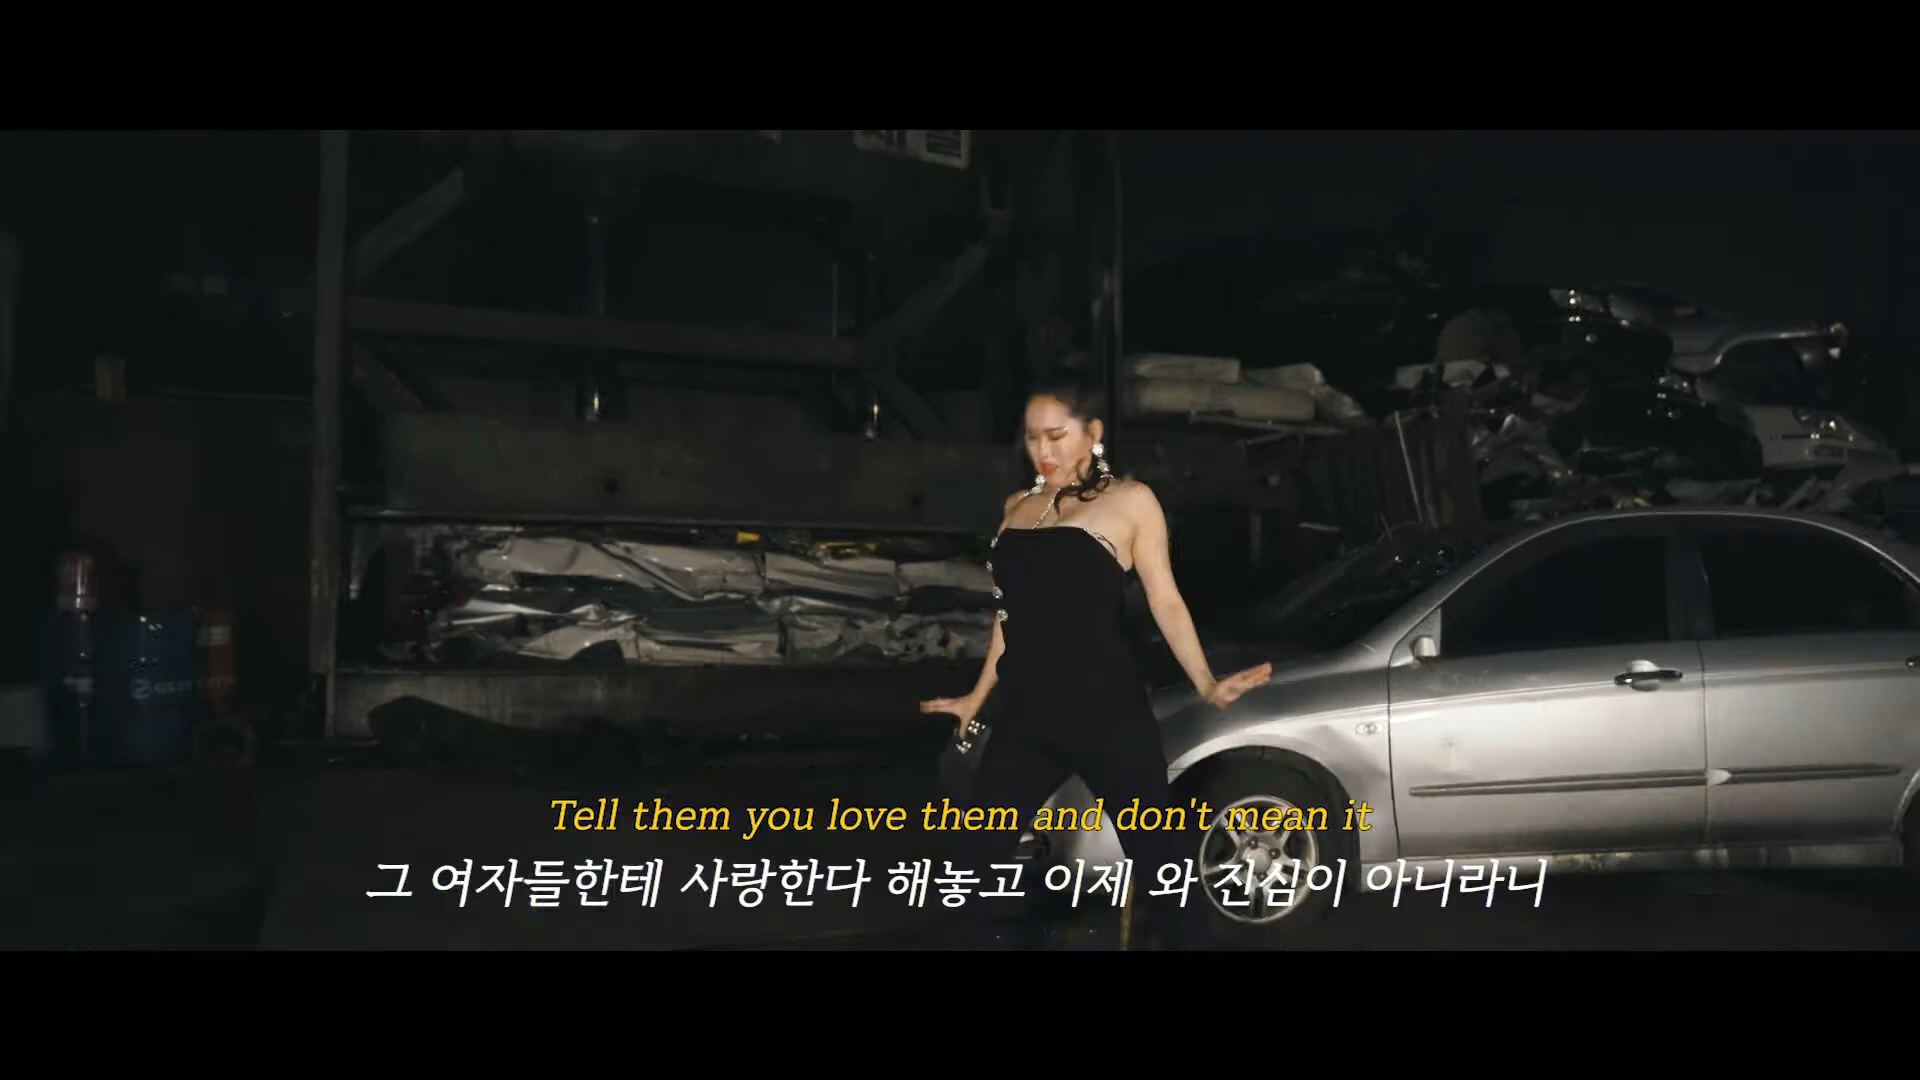 Tell them you love them and don't mean it
그 여자들한테 사랑한다 해놓고 이제 와 진심이 아니라니